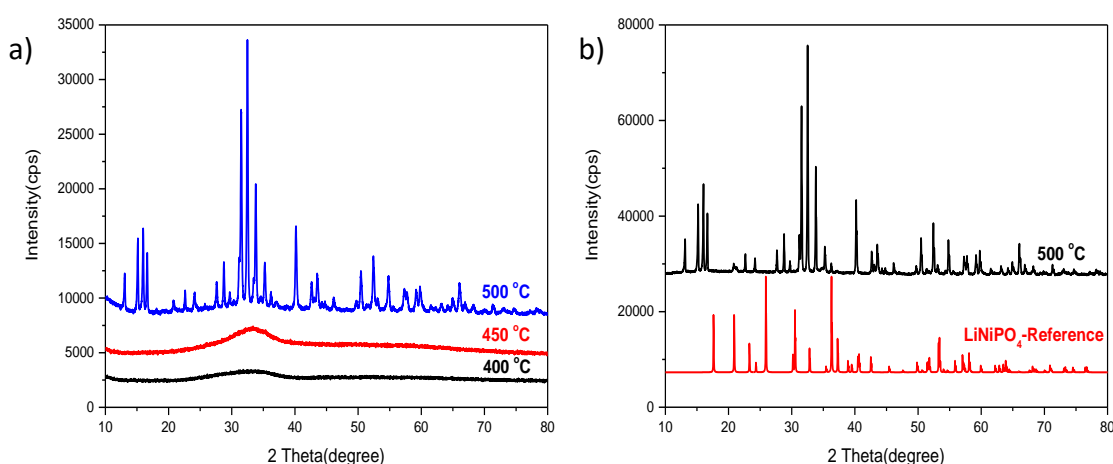 a)
Intensity(cps)
35000
30000
25000
20000
15000
10000
5000
0
500 °C
450 °C
400 °C
10 20 30 40 50 60 70 80
2 Theta(degree)
b)
Intensity(cps)
80000
60000
40000
20000
0
500 °C
LiNiPO4-Reference
10 20 30 40 50 60 70 80
2 Theta(degree)